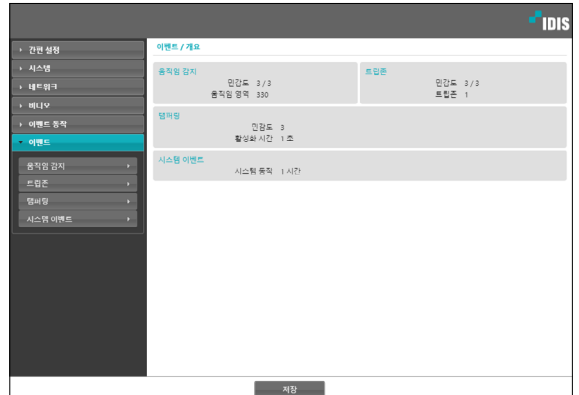 IDIS
간편 설정
시스템
네트워크
비디오
이벤트 동작
이벤트
움직임 감지
트립존
탬퍼링
시스템 이벤트
이벤트 / 개요
움직임 감지
민감도 3 / 3
움직임 영역 330
트립존
민감도 3 / 3
트립존 1
탬퍼링
민감도 3
활성화 시간 1 초
시스템 이벤트
시스템 동작 1 시간
저장